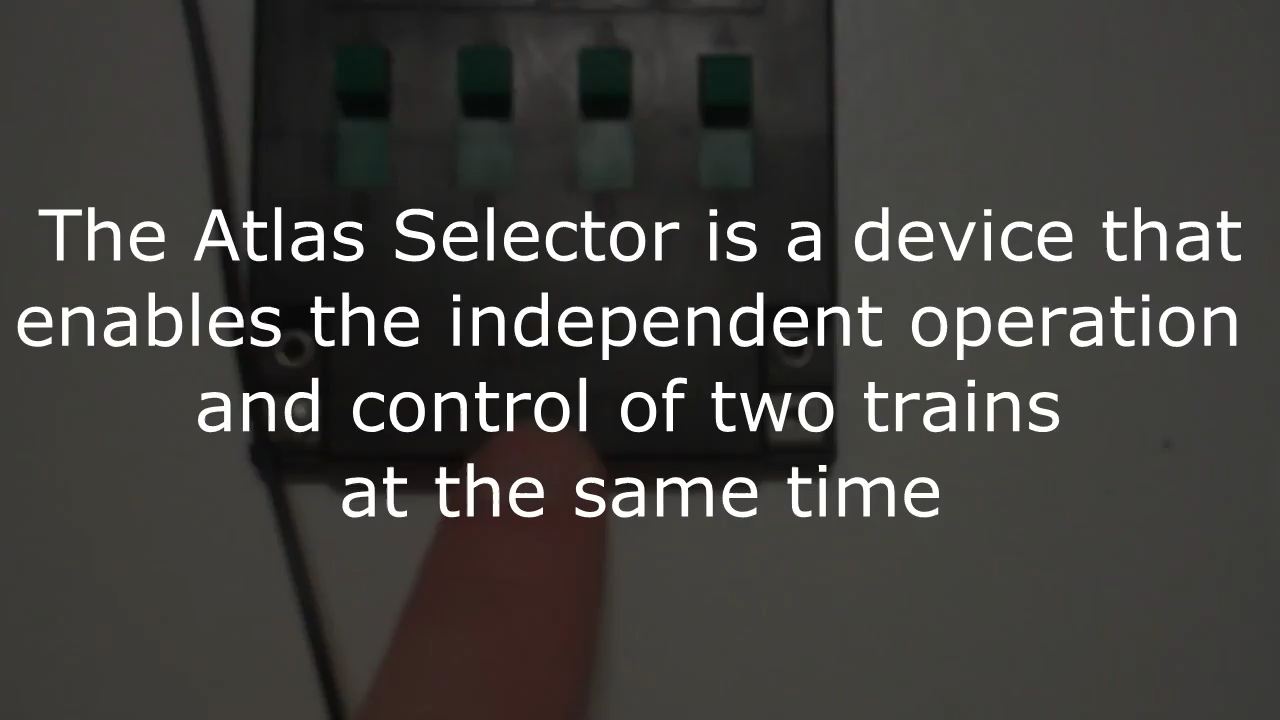 The Atlas Selector is a device that
enables the independent operation
and control of two trains
at the same time